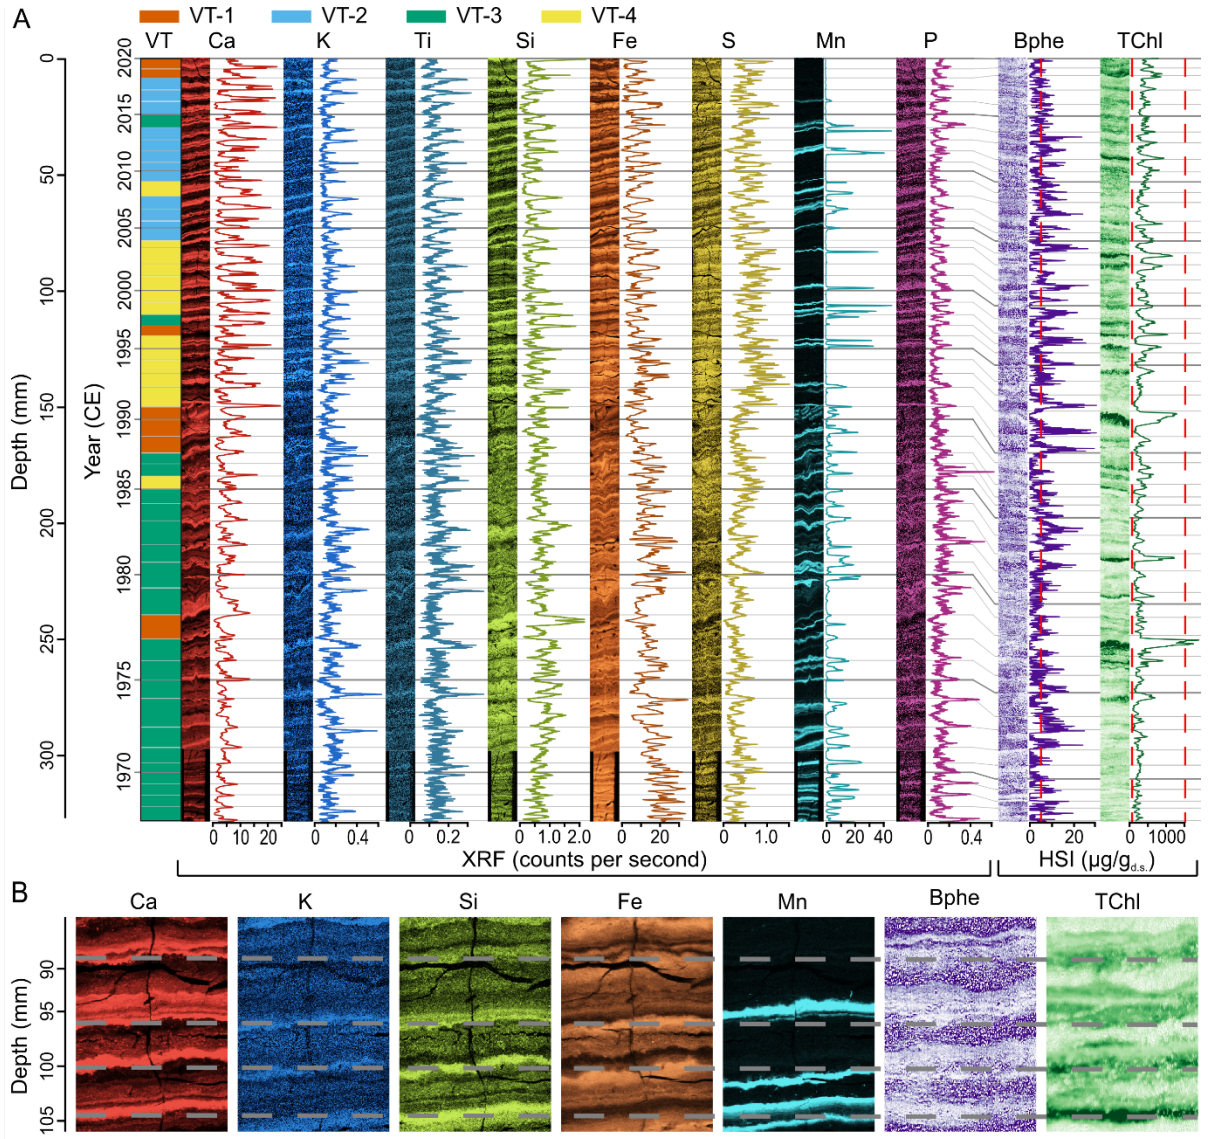 A
VT-1 VT-2 VT-3 VT-4
VT Ca K Ti Si Fe S Mn P Bphe TChl
Depth (mm)
0
50
100
150
200
250
300
Year (CE)
2020
2015
2010
2005
2000
1995
1990
1985
1980
1975
1970
0 10 20 0 0.4 0 0.2 0 1.0 2.0 0 20 0 1.0 0 20 40 0 0.4 0 20 0 1000
XRF (counts per second) HSI (µg/gd.s.)
B
Ca K Si Fe Mn Bphe TChl
Depth (mm)
90
95
100
105